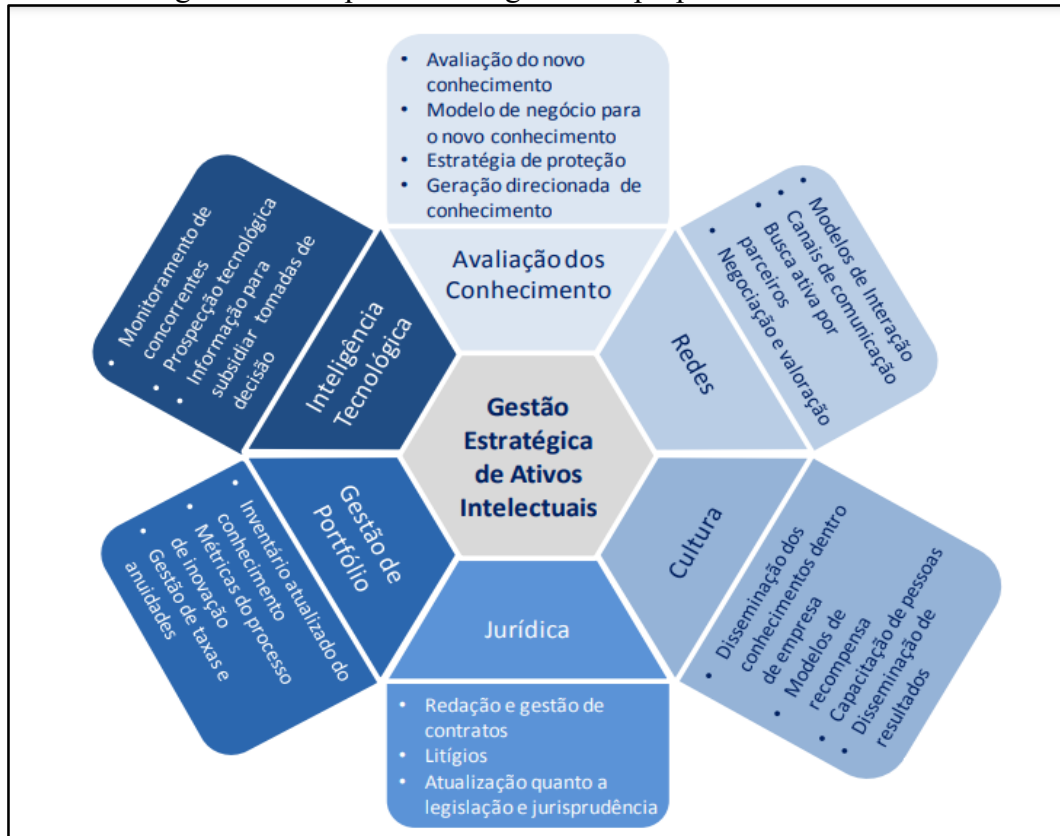 Avaliação do novo
conhecimento
Modelo de negócio para
o novo conhecimento
Estratégia de proteção
Geração direcionada de
conhecimento
Avaliação dos
Conhecimento
Modelos de Interação
Canais de comunicação
Busca ativa por
parceiros
Negociação e valoração
Redes
Disseminação dos
conhecimentos dentro
de empresa
Modelos de
recompensa
Capacitação de pessoas
Disseminação de
resultados
Cultura
Jurídica
Redação e gestão de
contratos
Litígios
Atualização quanto a
legislação e jurisprudência
Gestão de
Portfólio
Inventário atualizado do
conhecimento
Métricas do processo
de inovação
Gestão de taxas e
anuidades
Inteligência
Tecnológica
Monitoramento de
concorrentes
Prospecção tecnológica
Informação para
subsidiar tomadas de
decisão
Gestão
Estratégica
de Ativos
Intelectuais